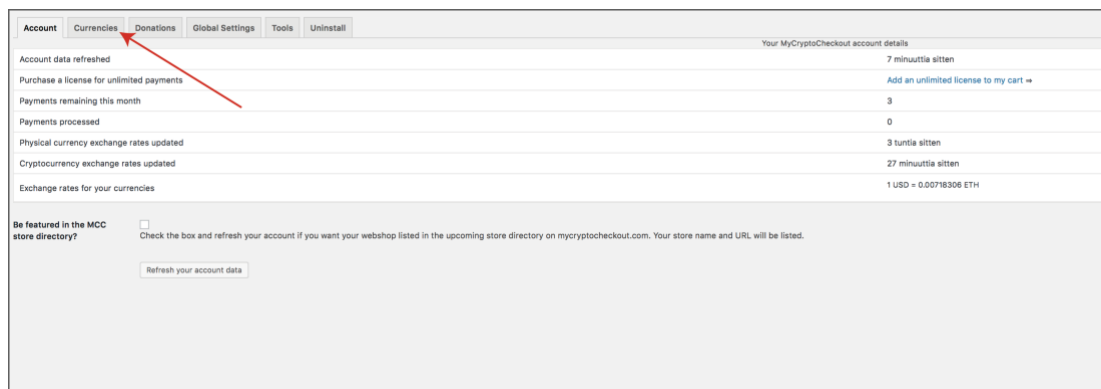 Account Currencies Donations Global Settings Tools Uninstall
Your MyCryptoCheckout account details
Account data refreshed 7 minuuttia sitten
Purchase a license for unlimited payments Add an unlimited license to my cart ⇒
Payments remaining this month 3
Payments processed 0
Physical currency exchange rates updated 3 tuntia sitten
Cryptocurrency exchange rates updated 27 minuuttia sitten
Exchange rates for your currencies 1 USD = 0.00718306 ETH
Be featured in the MCC
store directory?
Check the box and refresh your account if you want your webshop listed in the upcoming store directory on mycryptocheckout.com. Your store name and URL will be listed.
Refresh your account data